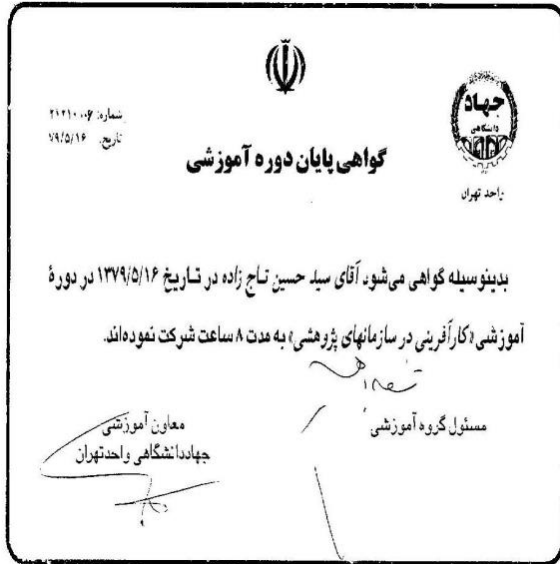 جهاد
دانشگاهی
واحد تهران
شماره: ۲۱۲۱۰۰۰۶
تاریخ: ۷۹/۵/۱۶
گواهی پایان دوره آموزشی
بدینوسیله گواهی می‌شود آقای سید حسین تاج زاده در تاریخ ۱۳۷۹/۵/۱۶ در دورهٔ
آموزشی «کارآفرینی در سازمانهای پژوهشی» به مدت ۸ ساعت شرکت نموده‌اند.
مسئول گروه آموزشی
معاون آموزشی
جهاددانشگاهی واحدتهران